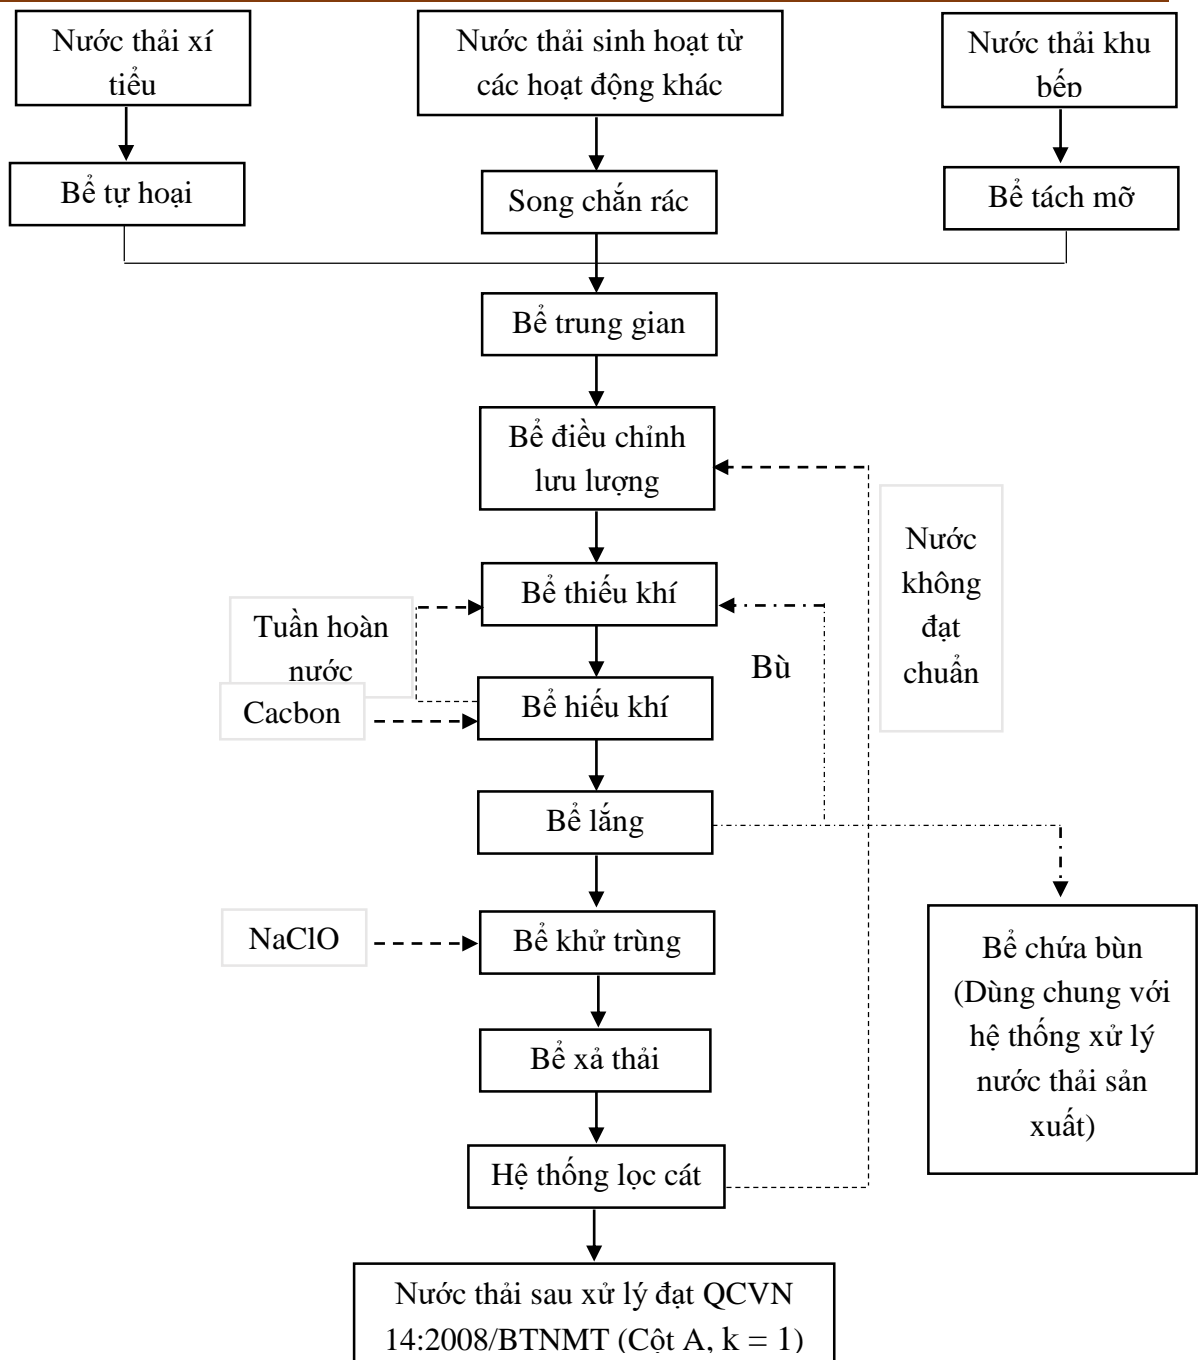 Nước thải xí
tiểu
Nước thải sinh hoạt từ
các hoạt động khác
Nước thải khu
bếp
Bể tự hoại
Song chắn rác
Bể tách mỡ
Bể trung gian
Bể điều chỉnh
lưu lượng
Nước
không
đạt
chuẩn
Bể thiếu khí
Tuần hoàn
nước
Bù
Cacbon
Bể hiếu khí
Bể lắng
NaClO
Bể khử trùng
Bể chứa bùn
(Dùng chung với
hệ thống xử lý
nước thải sản
xuất)
Bể xả thải
Hệ thống lọc cát
Nước thải sau xử lý đạt QCVN
14:2008/BTNMT (Cột A, k = 1)